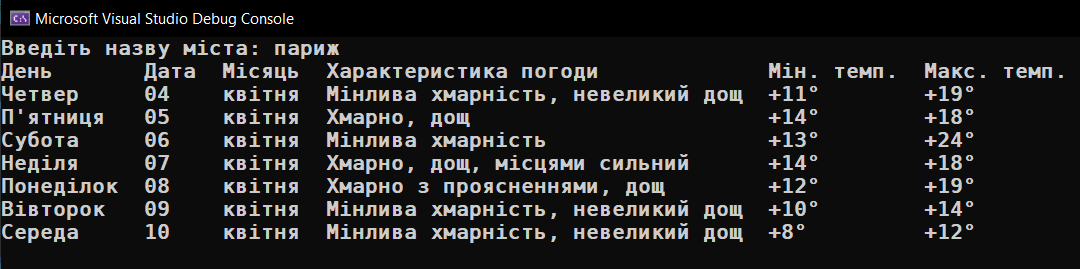 Microsoft Visual Studio Debug Console
Введіть назву міста: париж
День Дата Місяць Характеристика погоди Мін. темп. Макс. темп.
Четвер 04 квітня Мінлива хмарність, невеликий дощ +11° +19°
П'ятниця 05 квітня Хмарно, дощ +14° +18°
Субота 06 квітня Мінлива хмарність +13° +24°
Неділя 07 квітня Хмарно, дощ, місцями сильний +14° +18°
Понеділок 08 квітня Хмарно з проясненнями, дощ +12° +19°
Вівторок 09 квітня Мінлива хмарність, невеликий дощ +10° +14°
Середа 10 квітня Мінлива хмарність, невеликий дощ +8° +12°